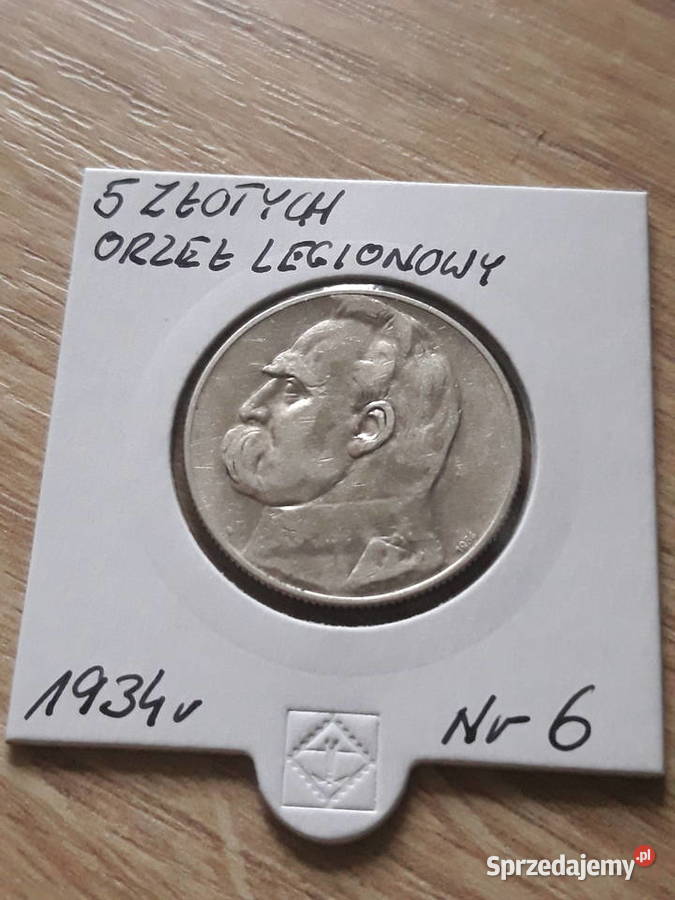 5 ZŁOTYCH
ORZEŁ LEGIONOWY
1934
1934r
Nr 6
Sprzedajemy.pl